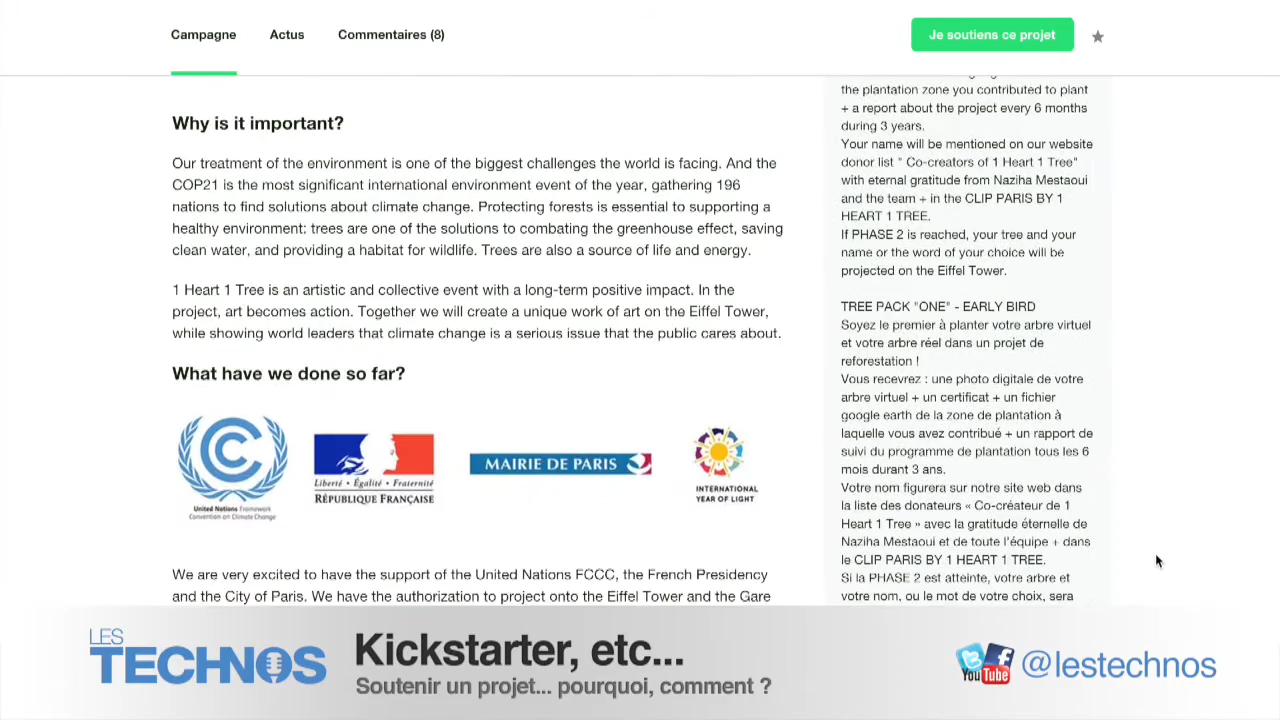 Campagne
Actus
Commentaires (8)
Je soutiens ce projet
Why is it important?
Our treatment of the environment is one of the biggest challenges the world is facing. And the
COP21 is the most significant international environment event of the year, gathering 196
nations to find solutions about climate change. Protecting forests is essential to supporting a
healthy environment: trees are one of the solutions to combating the greenhouse effect, saving
clean water, and providing a habitat for wildlife. Trees are also a source of life and energy.
1 Heart 1 Tree is an artistic and collective event with a long-term positive impact. In the
project, art becomes action. Together we will create a unique work of art on the Eiffel Tower,
while showing world leaders that climate change is a serious issue that the public cares about.
What have we done so far?
United Nations Framework
Convention on Climate Change
Liberté • Égalité • Fraternité
RÉPUBLIQUE FRANÇAISE
MAIRIE DE PARIS
INTERNATIONAL
YEAR OF LIGHT
We are very excited to have the support of the United Nations FCCC, the French Presidency
and the City of Paris. We have the authorization to project onto the Eiffel Tower and the Gare
the plantation zone you contributed to plant
+ a report about the project every 6 months
during 3 years.
Your name will be mentioned on our website
donor list " Co-creators of 1 Heart 1 Tree"
with eternal gratitude from Naziha Mestaoui
and the team + in the CLIP PARIS BY 1
HEART 1 TREE.
If PHASE 2 is reached, your tree and your
name or the word of your choice will be
projected on the Eiffel Tower.
TREE PACK "ONE" - EARLY BIRD
Soyez le premier à planter votre arbre virtuel
et votre arbre réel dans un projet de
reforestation !
Vous recevrez : une photo digitale de votre
arbre virtuel + un certificat + un fichier
google earth de la zone de plantation à
laquelle vous avez contribué + un rapport de
suivi du programme de plantation tous les 6
mois durant 3 ans.
Votre nom figurera sur notre site web dans
la liste des donateurs « Co-créateur de 1
Heart 1 Tree » avec la gratitude éternelle de
Naziha Mestaoui et de toute l'équipe + dans
le CLIP PARIS BY 1 HEART 1 TREE.
Si la PHASE 2 est atteinte, votre arbre et
votre nom, ou le mot de votre choix, sera
LES
TECHNOS
Kickstarter, etc...
Soutenir un projet... pourquoi, comment ?
You Tube
@lestechnos